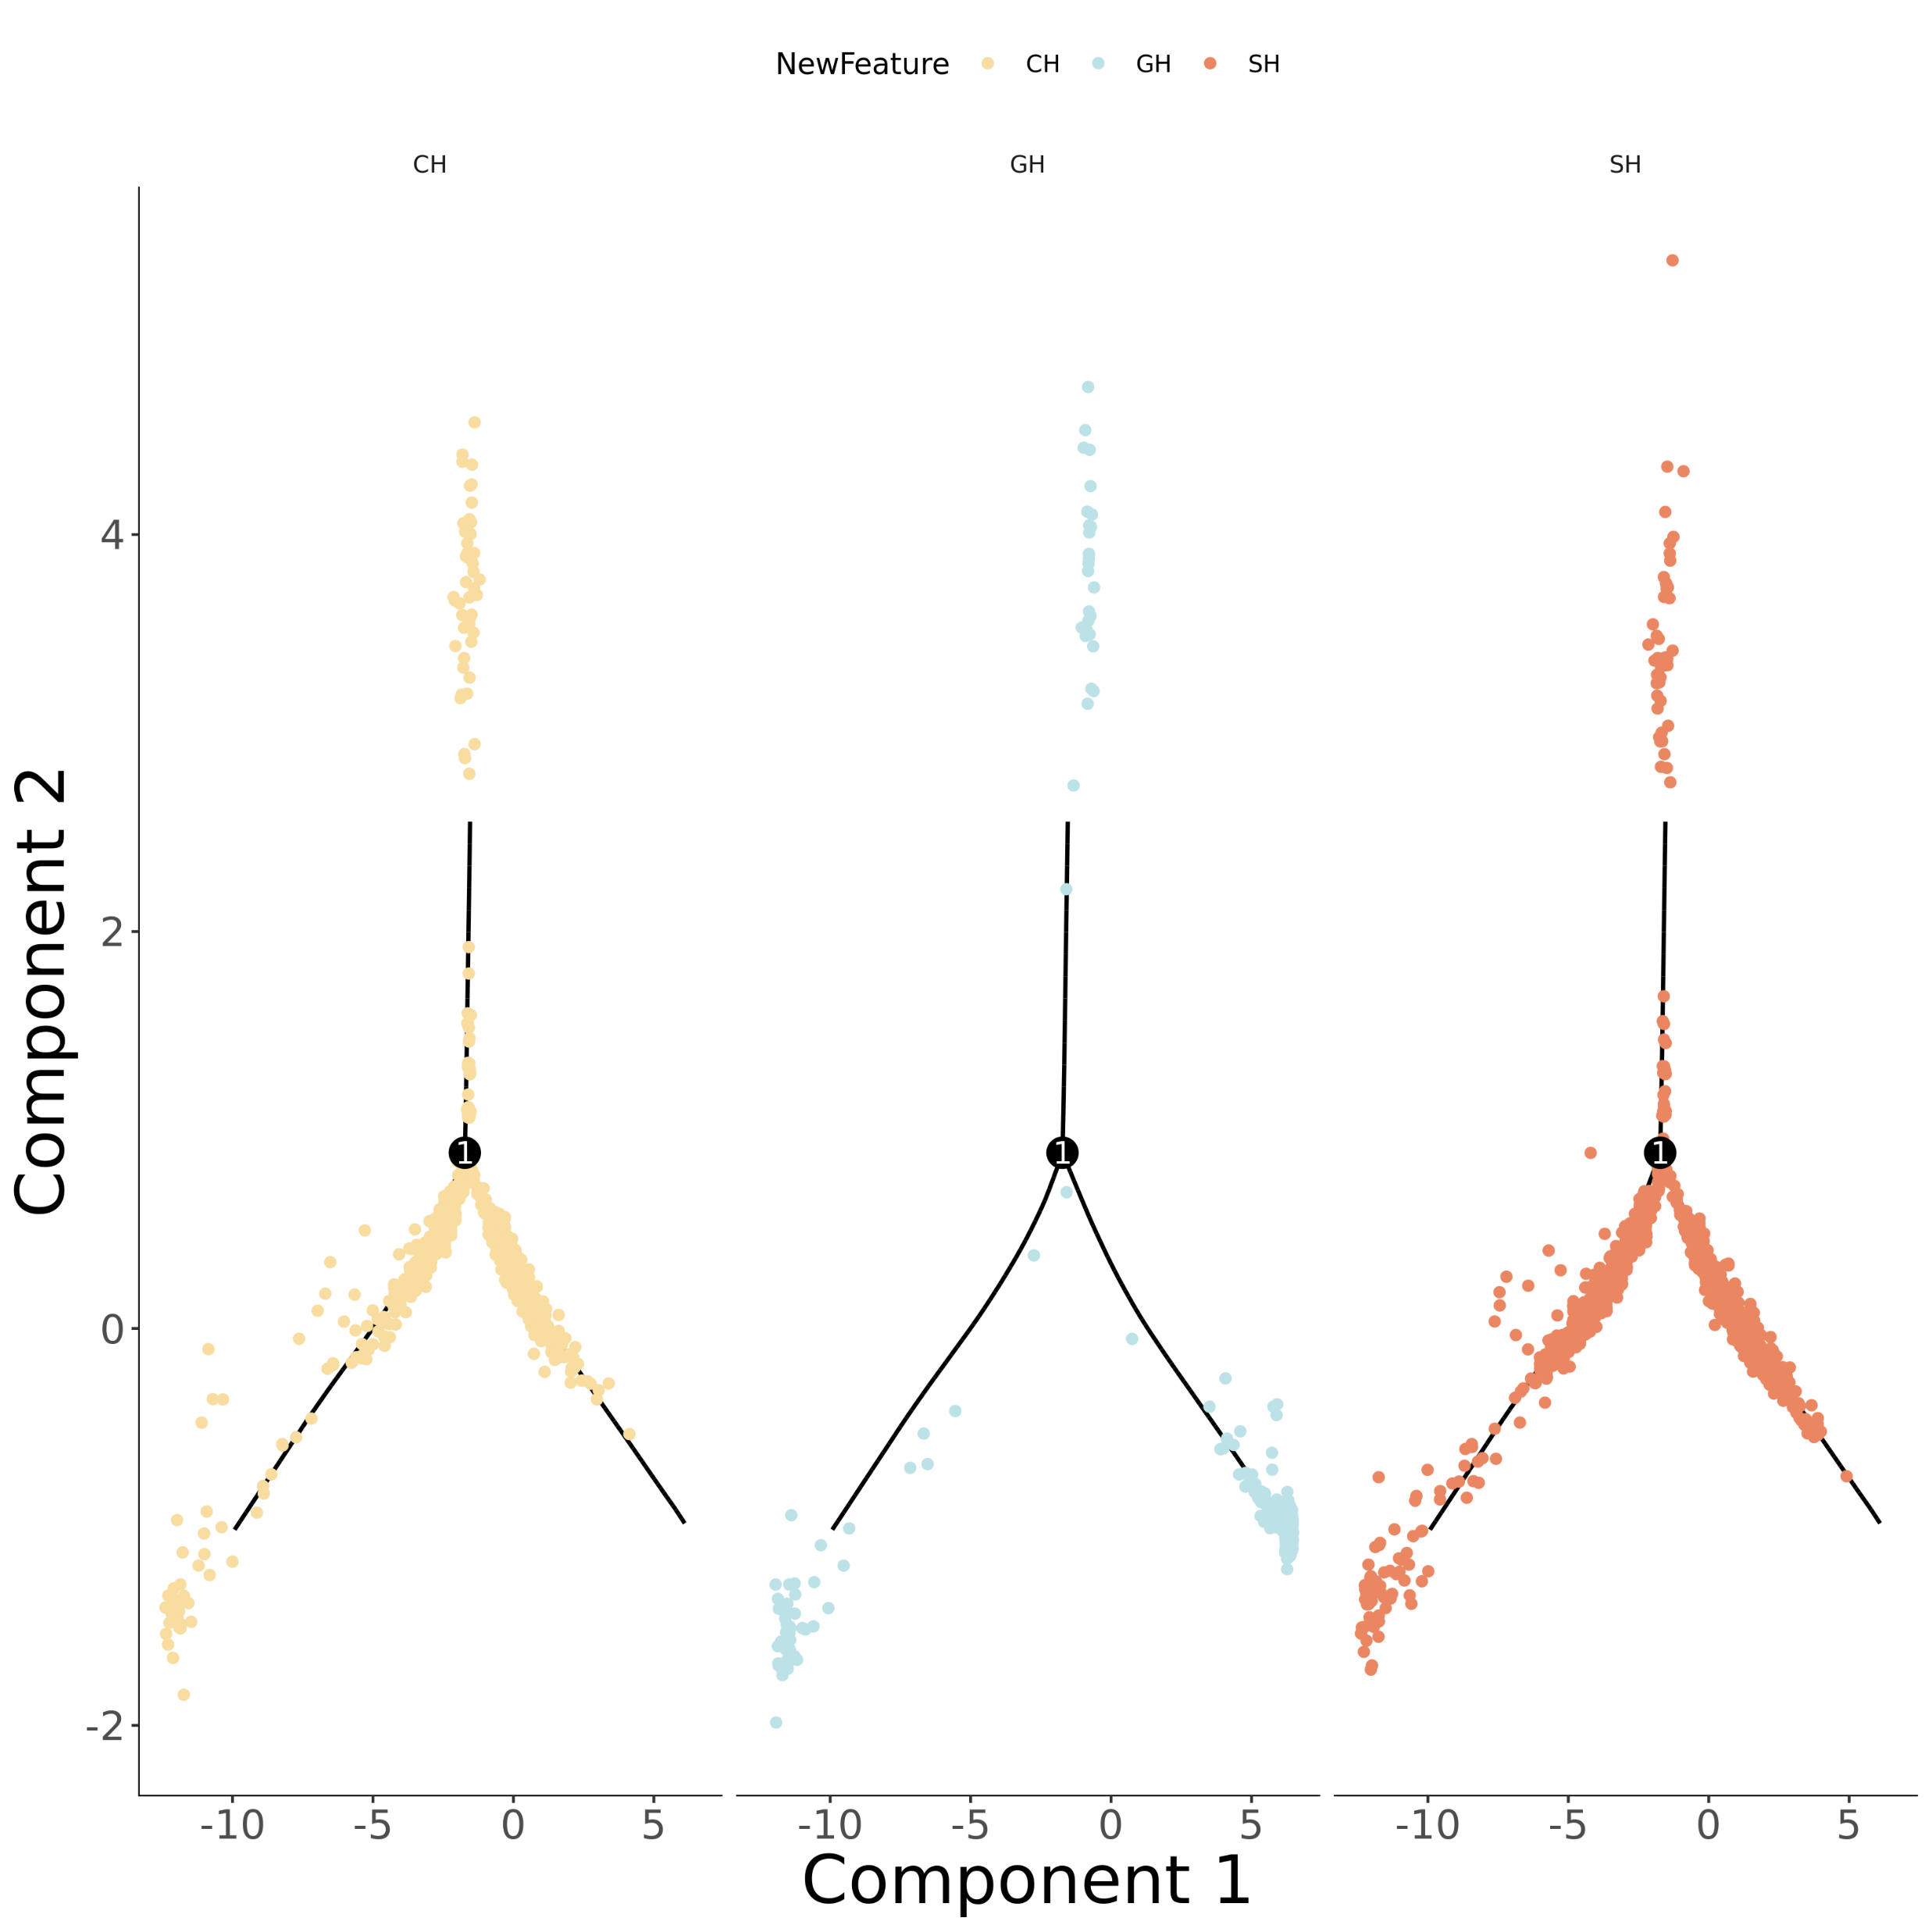 NewFeature CH GH SH
CH GH SH
Component 2
4
2
0
-2
1 1 1
-10 -5 0 5 -10 -5 0 5 -10 -5 0 5
Component 1